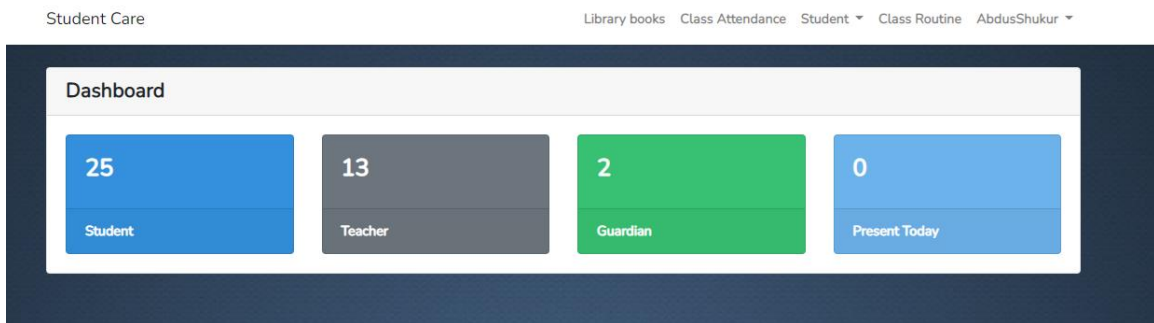 Student Care
Library books Class Attendance Student Class Routine AbdusShukur
Dashboard
25 13 2 0
Student Teacher Guardian Present Today